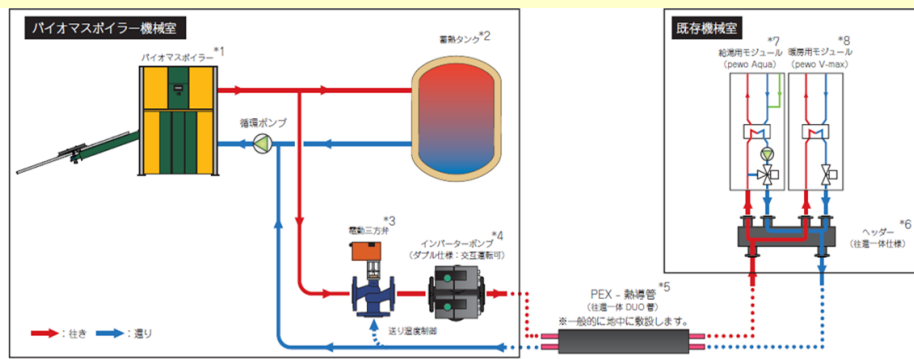 バイオマスボイラー機械室
バイオマスボイラー*1
蓄熱タンク*2
循環ポンプ
電動三方弁*3
インバーターポンプ*4
(ダブル仕様:交互運転可)
送り温度制御
:往き
:還り
PEX - 熱導管*5
(往還一体 DUO 管)
※一般的に地中に敷設します。
既存機械室
*7
給湯用モジュール
(pewo Aqua)
*8
暖房用モジュール
(pewo V-max)
ヘッダー*6
(往還一体仕様)